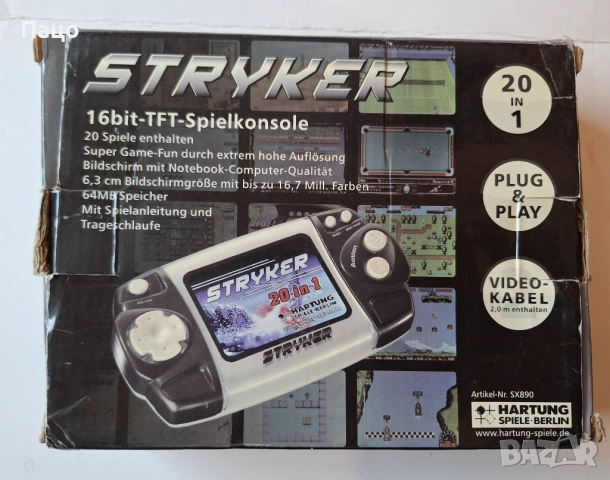 Пацо
STRYKER
16bit-TFT-Spielkonsole
20 Spiele enthalten
Super Game-Fun durch extrem hohe Auflösung
Bildschirm mit Notebook-Computer-Qualität
6,3 cm Bildschirmgröße mit bis zu 16,7 Mill. Farben
64MB Speicher
Mit Spielanleitung und
Trageschlaufe
20
IN
1
PLUG
&
PLAY
VIDEO-
KABEL
2,0 m enthalten
Action
STRYKER
20 in 1
HARTUNG
SPIELE·BERLIN
STRYKER
Artikel-Nr. SX890
HARTUNG
SPIELE·BERLIN
www.hartung-spiele.de
bazar